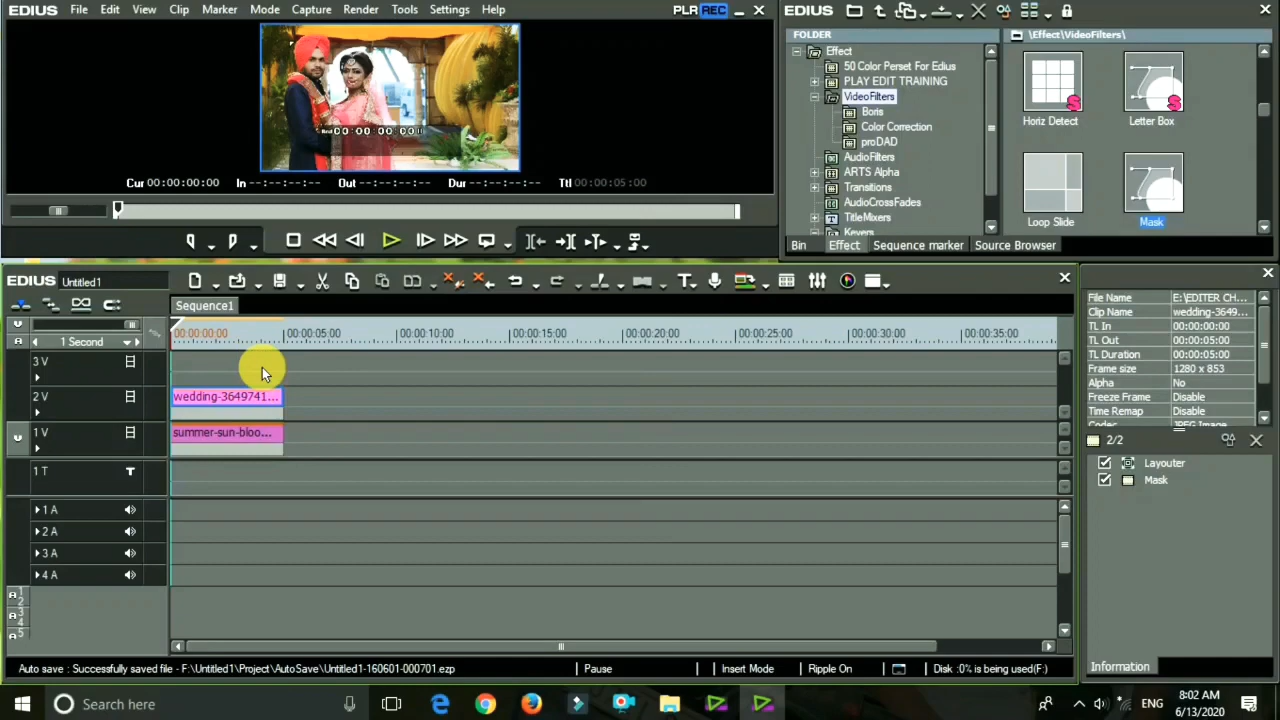 EDIUS File Edit View Clip Marker Mode Capture Render Tools Settings Help PLR REC
00:00:00:00
Cur 00:00:00:00 In --:--:--:-- Out --:--:--:-- Dur --:--:--:-- Ttl 00:00:05:00
EDIUS
FOLDER
Effect
50 Color Perset For Edius
PLAY EDIT TRAINING
VideoFilters
Boris
Color Correction
proDAD
AudioFilters
ARTS Alpha
Transitions
AudioCrossFades
TitleMixers
Keyers
\Effect\VideoFilters\
Horiz Detect
Letter Box
Loop Slide
Mask
Bin Effect Sequence marker Source Browser
EDIUS Untitled1
Sequence1
1 Second
00:00:00:00 00:00:05:00 00:00:10:00 00:00:15:00 00:00:20:00 00:00:25:00 00:00:30:00 00:00:35:00
3 V
2 V
wedding-3649741...
1 V
summer-sun-bloo...
1 T T
1 A
2 A
3 A
4 A
File Name E:\EDITER CH...
Clip Name wedding-3649...
TL In 00:00:00:00
TL Out 00:00:05:00
TL Duration 00:00:05:00
Frame size 1280 x 853
Alpha No
Freeze Frame Disable
Time Remap Disable
Codec JPEG Image
2/2
Layouter
Mask
Information
Auto save : Successfully saved file - F:\Untitled1\Project\AutoSave\Untitled1-160601-000701.ezp Pause Insert Mode Ripple On Disk :0% is being used(F:)
Search here
ENG
8:02 AM
6/13/2020